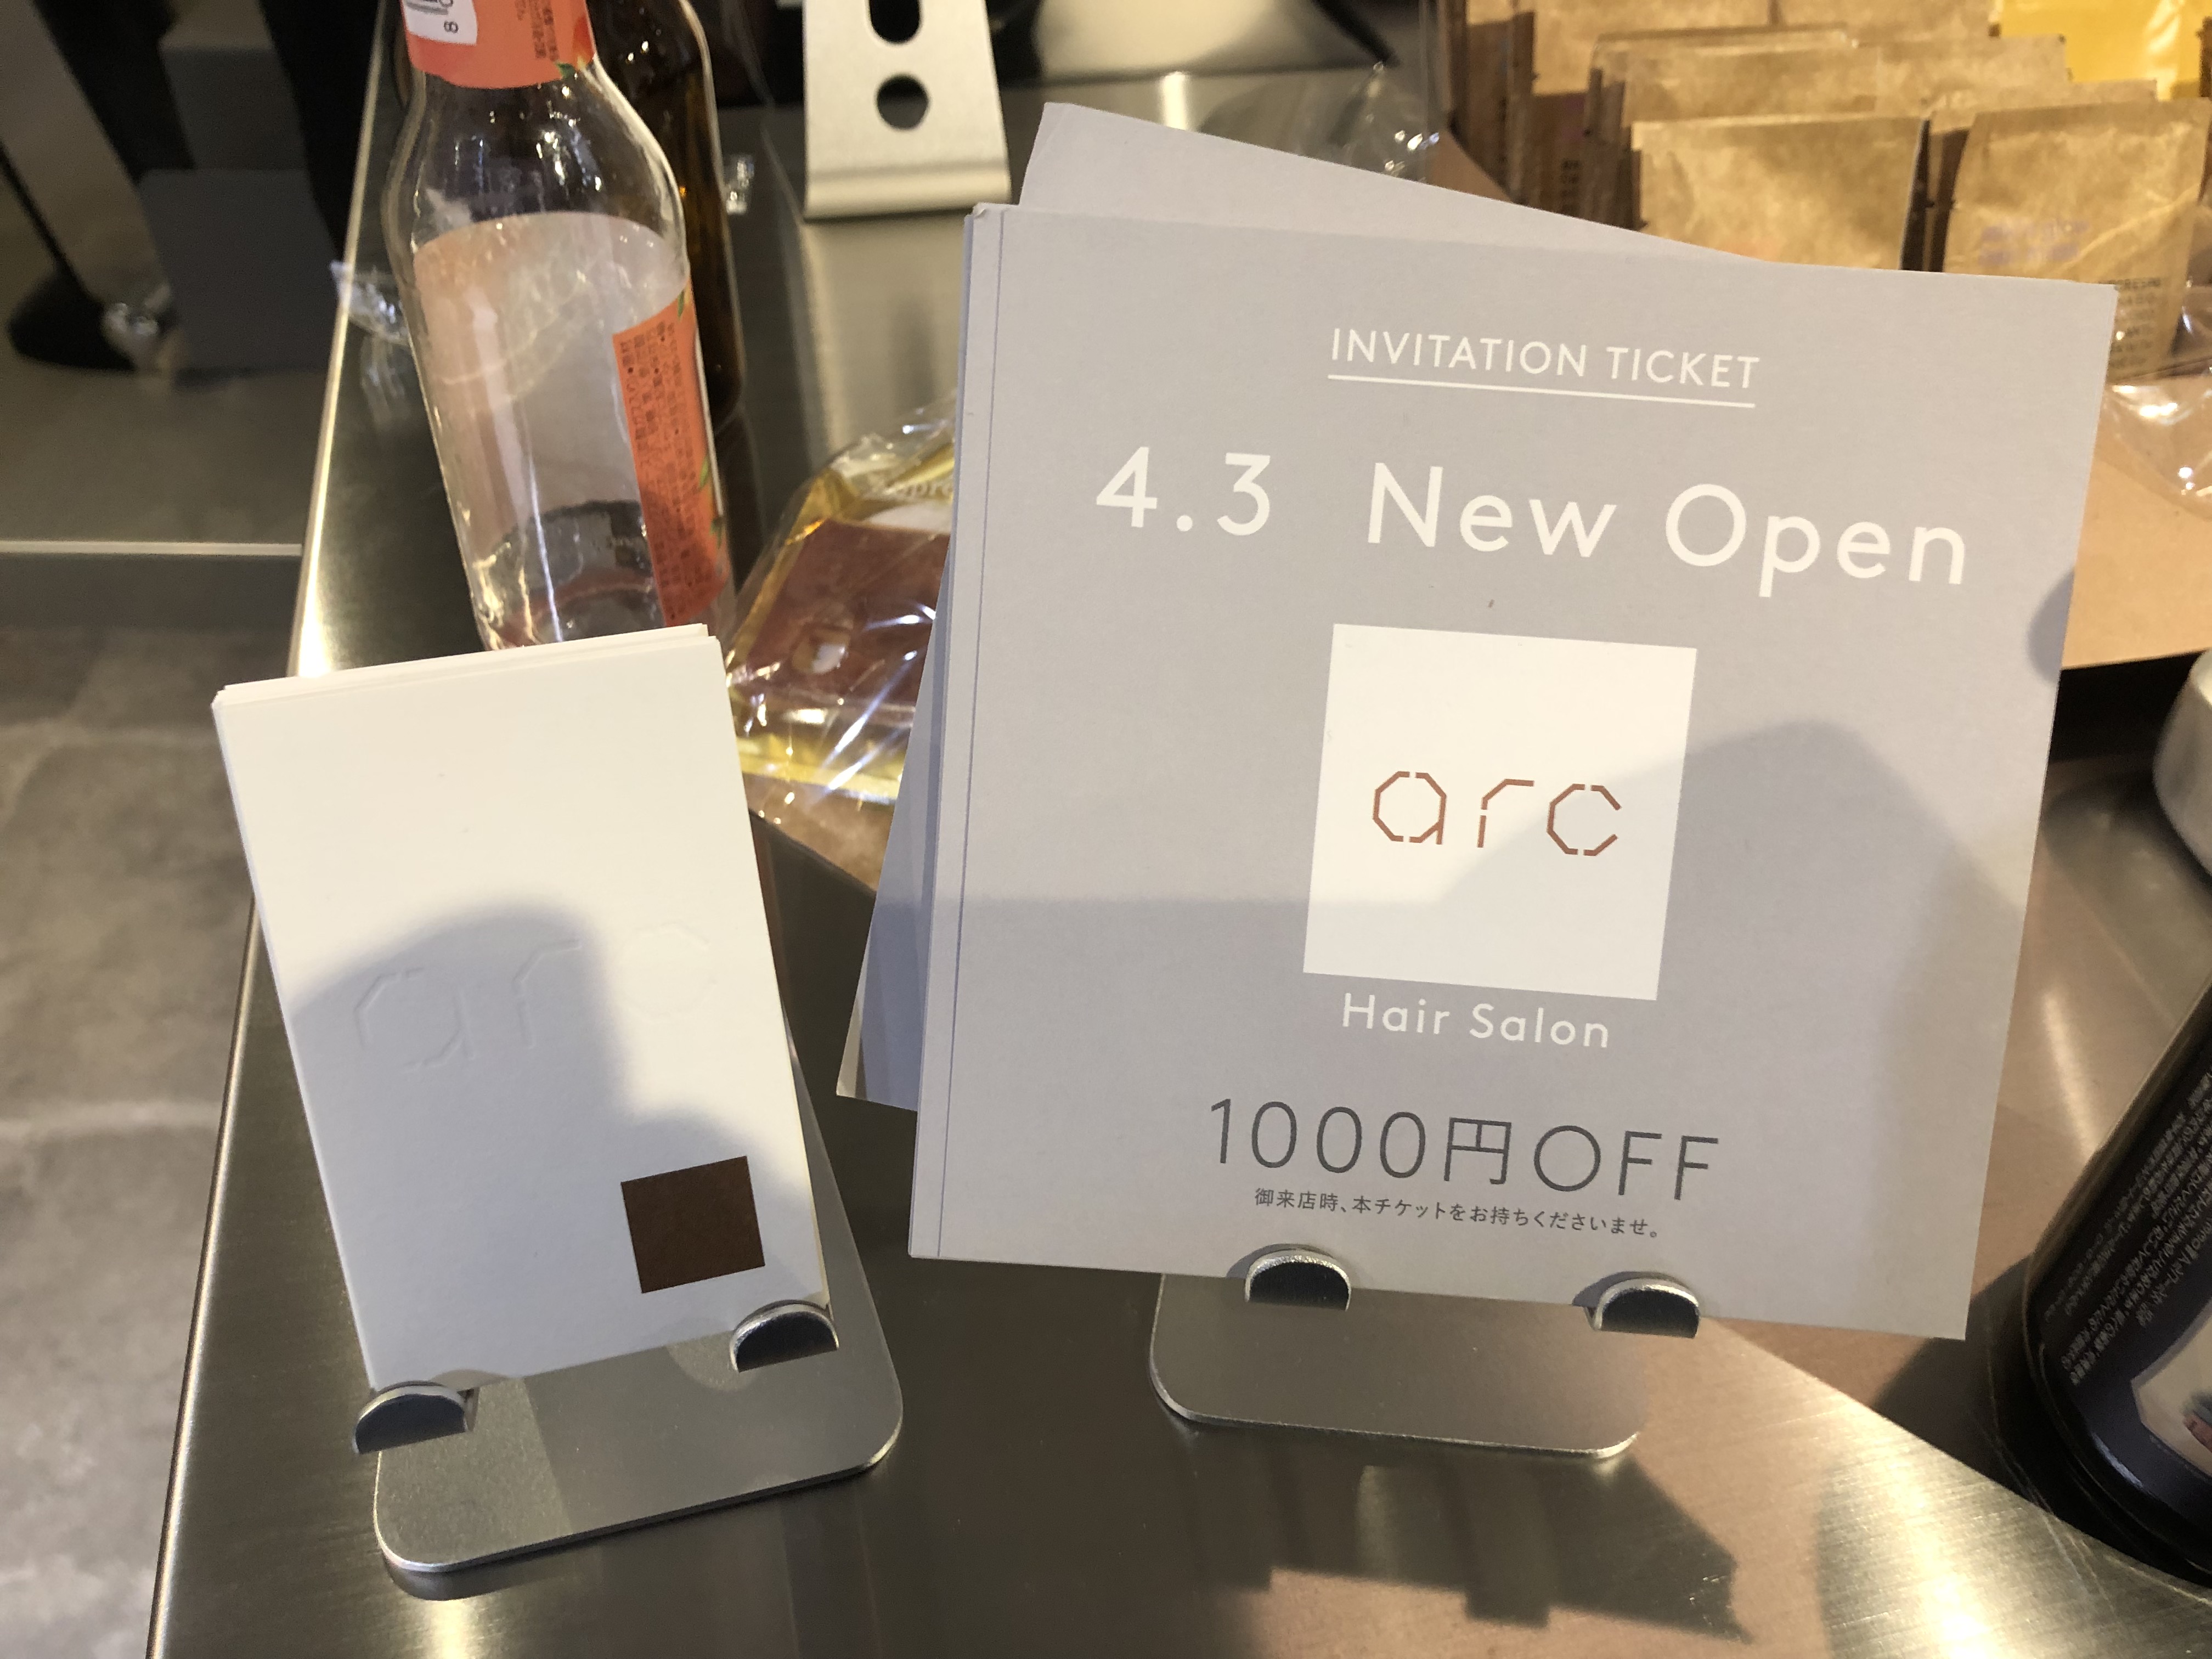 INVITATION TICKET
4.3 New Open
arc
Hair Salon
1000円OFF
御来店時、本チケットをお持ちくださいませ。
arc